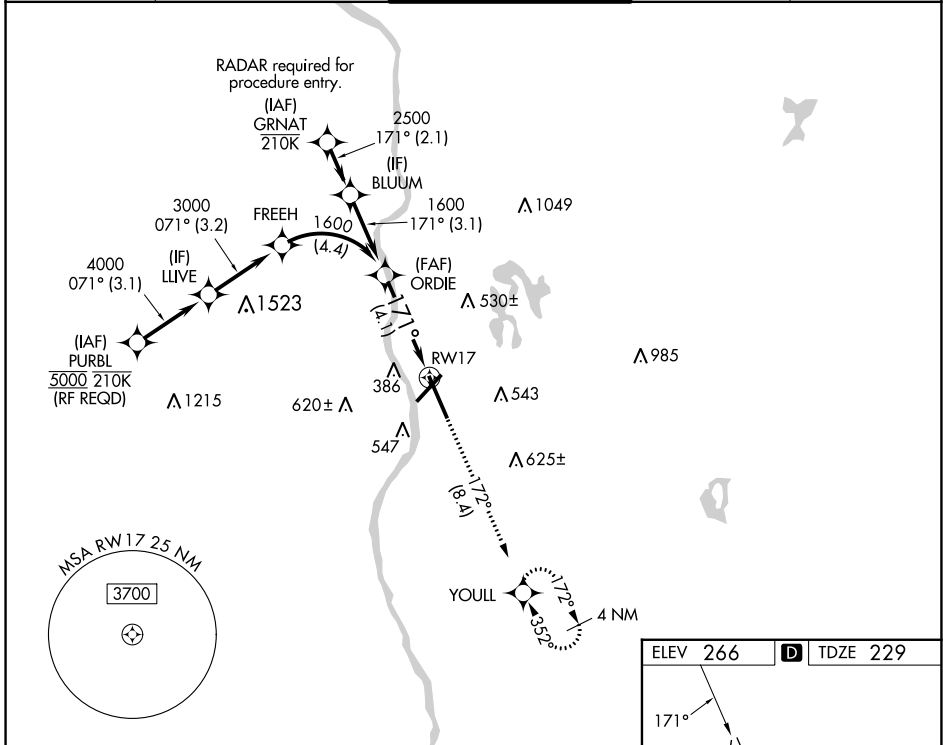 RADAR required for
procedure entry.
(IAF)
GRNAT
210K
2500
171° (2.1)
(IF)
BLUUM
1600
171° (3.1)
1049
3000
071° (3.2)
FREEH
1600
(4.4)
(IF)
LLIVE
4000
071° (3.1)
1523
(FAF)
ORDIE
530±
171°
(4.1)
(IAF)
PURBL
5000 210K
(RF REQD)
RW17
985
386
1215
620±
543
547
625±
172°
(8.4)
MSA RW17 25 NM
3700
YOULL
172°
352°
4 NM
ELEV 266 D TDZE 229
171°